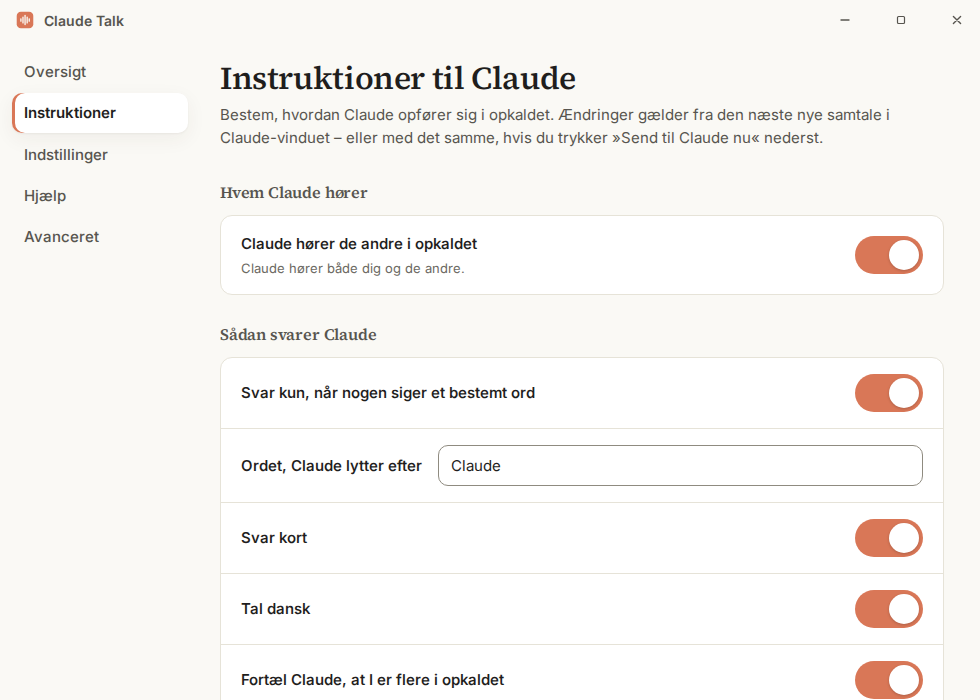 Claude Talk
Oversigt
Instruktioner
Indstillinger
Hjælp
Avanceret
Instruktioner til Claude
Bestem, hvordan Claude opfører sig i opkaldet. Ændringer gælder fra den næste nye samtale i
Claude-vinduet – eller med det samme, hvis du trykker »Send til Claude nu« nederst.
Hvem Claude hører
Claude hører de andre i opkaldet
Claude hører både dig og de andre.
Sådan svarer Claude
Svar kun, når nogen siger et bestemt ord
Ordet, Claude lytter efter
Claude
Svar kort
Tal dansk
Fortæl Claude, at I er flere i opkaldet